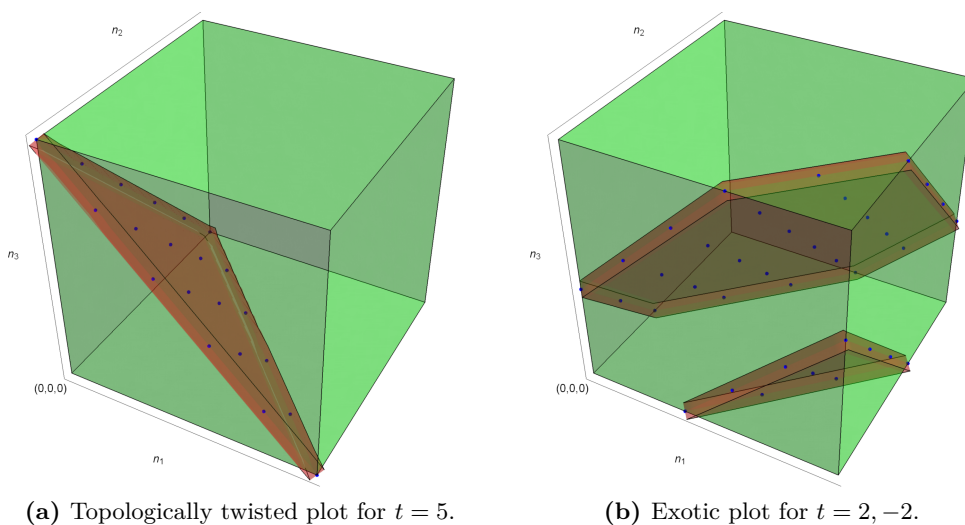 n₂
n₂
n₃
n₃
(0,0,0)
(0,0,0)
n₁
n₁
(a) Topologically twisted plot for t = 5.
(b) Exotic plot for t = 2, −2.